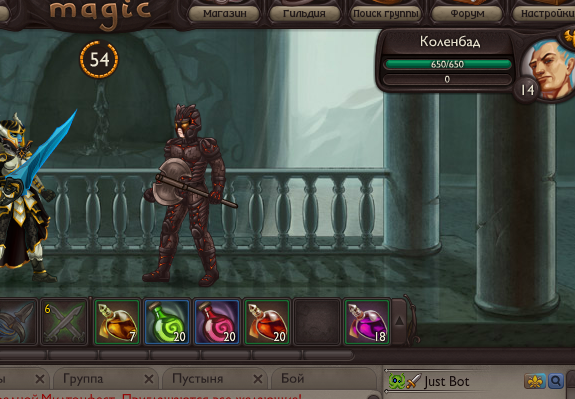 magic
Магазин
Гильдия
Поиск группы
Форум
Настройки
Коленбад
650/650
0
14
54
6
7
20
20
20
18
ы
Группа
Пустыня
Бой
Just Bot